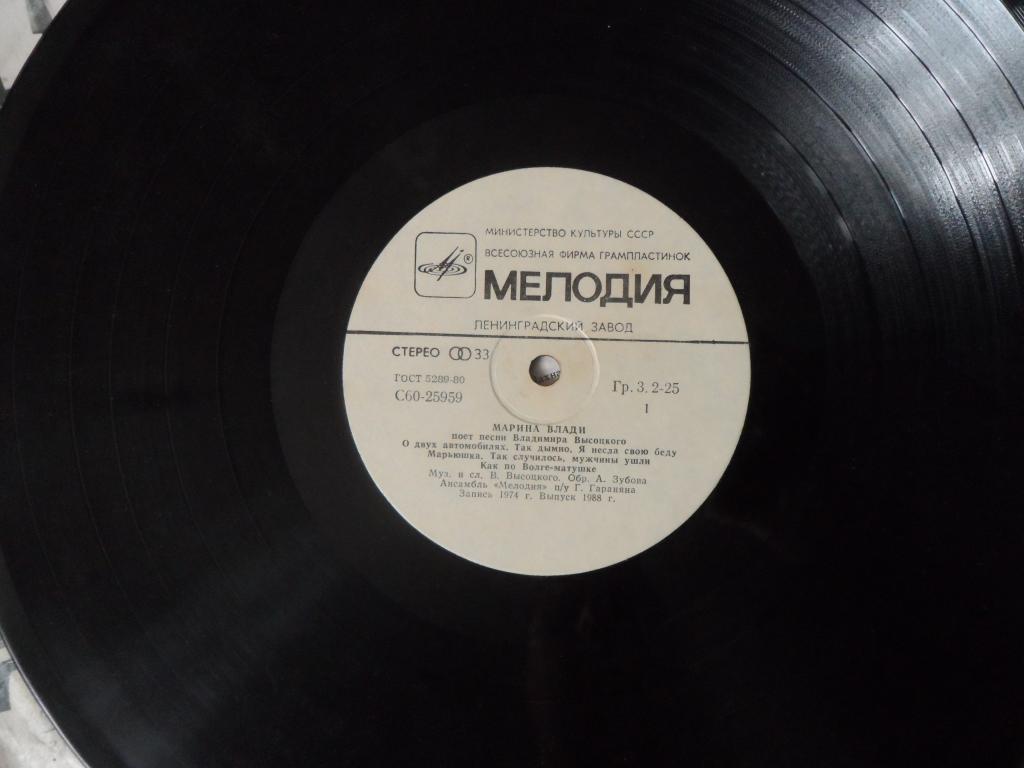 МИНИСТЕРСТВО КУЛЬТУРЫ СССР
ВСЕСОЮЗНАЯ ФИРМА ГРАМПЛАСТИНОК
®
МЕЛОДИЯ
ЛЕНИНГРАДСКИЙ ЗАВОД
СТЕРЕО 33
ГОСТ 5289-80
С60-25959
Гр. 3. 2-25
1
МАРИНА ВЛАДИ
поет песни Владимира Высоцкого
О двух автомобилях. Так дымно, Я несла свою беду
Марьюшка. Так случилось, мужчины ушли
Как по Волге-матушке
Муз. и сл. В. Высоцкого. Обр. А. Зубова
Ансамбль «Мелодия» п/у Г. Гараняна
Запись 1974 г. Выпуск 1988 г.